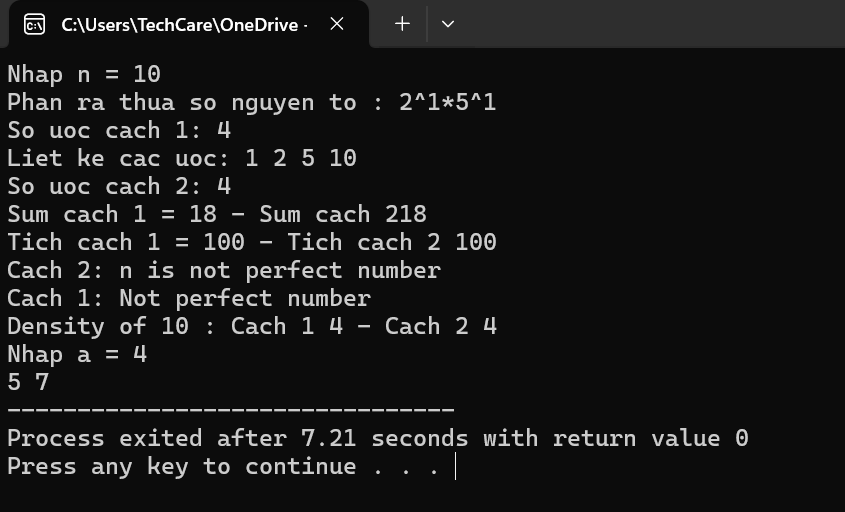 C:\Users\TechCare\OneDrive -
Nhap n = 10
Phan ra thua so nguyen to : 2^1*5^1
So uoc cach 1: 4
Liet ke cac uoc: 1 2 5 10
So uoc cach 2: 4
Sum cach 1 = 18 - Sum cach 218
Tich cach 1 = 100 - Tich cach 2 100
Cach 2: n is not perfect number
Cach 1: Not perfect number
Density of 10 : Cach 1 4 - Cach 2 4
Nhap a = 4
5 7
--------------------------------
Process exited after 7.21 seconds with return value 0
Press any key to continue . . .